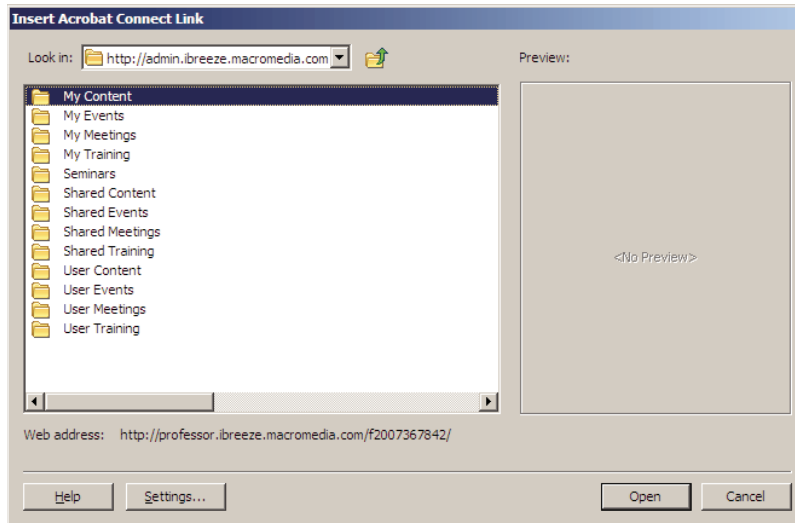 Insert Acrobat Connect Link
Look in: http://admin.ibreeze.macromedia.com
Preview:
My Content
My Events
My Meetings
My Training
Seminars
Shared Content
Shared Events
Shared Meetings
Shared Training
User Content
User Events
User Meetings
User Training
<No Preview>
Web address: http://professor.ibreeze.macromedia.com/f2007367842/
Help Settings... Open Cancel